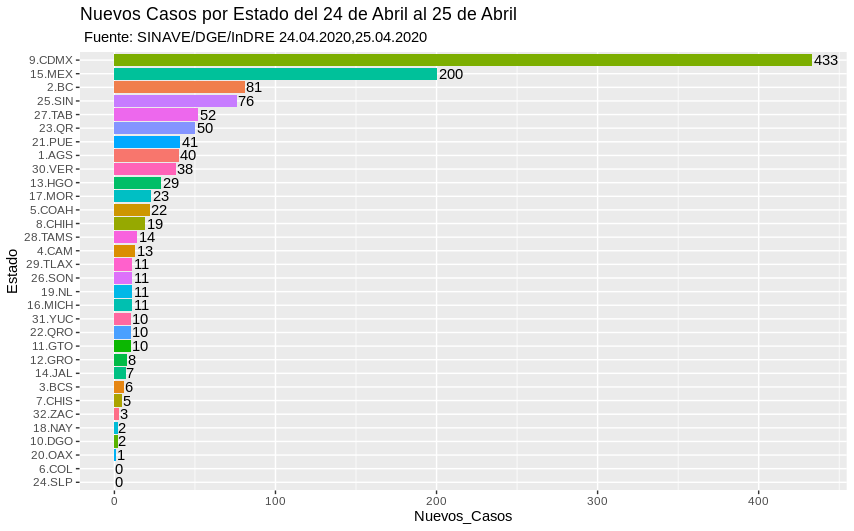 Nuevos Casos por Estado del 24 de Abril al 25 de Abril
Fuente: SINAVE/DGE/InDRE 24.04.2020,25.04.2020
Estado
9.CDMX 433
15.MEX 200
2.BC 81
25.SIN 76
27.TAB 52
23.QR 50
21.PUE 41
1.AGS 40
30.VER 38
13.HGO 29
17.MOR 23
5.COAH 22
8.CHIH 19
28.TAMS 14
4.CAM 13
29.TLAX 11
26.SON 11
19.NL 11
16.MICH 11
31.YUC 10
22.QRO 10
11.GTO 10
12.GRO 8
14.JAL 7
3.BCS 6
7.CHIS 5
32.ZAC 3
18.NAY 2
10.DGO 2
20.OAX 1
6.COL 0
24.SLP 0
0 100 200 300 400
Nuevos_Casos